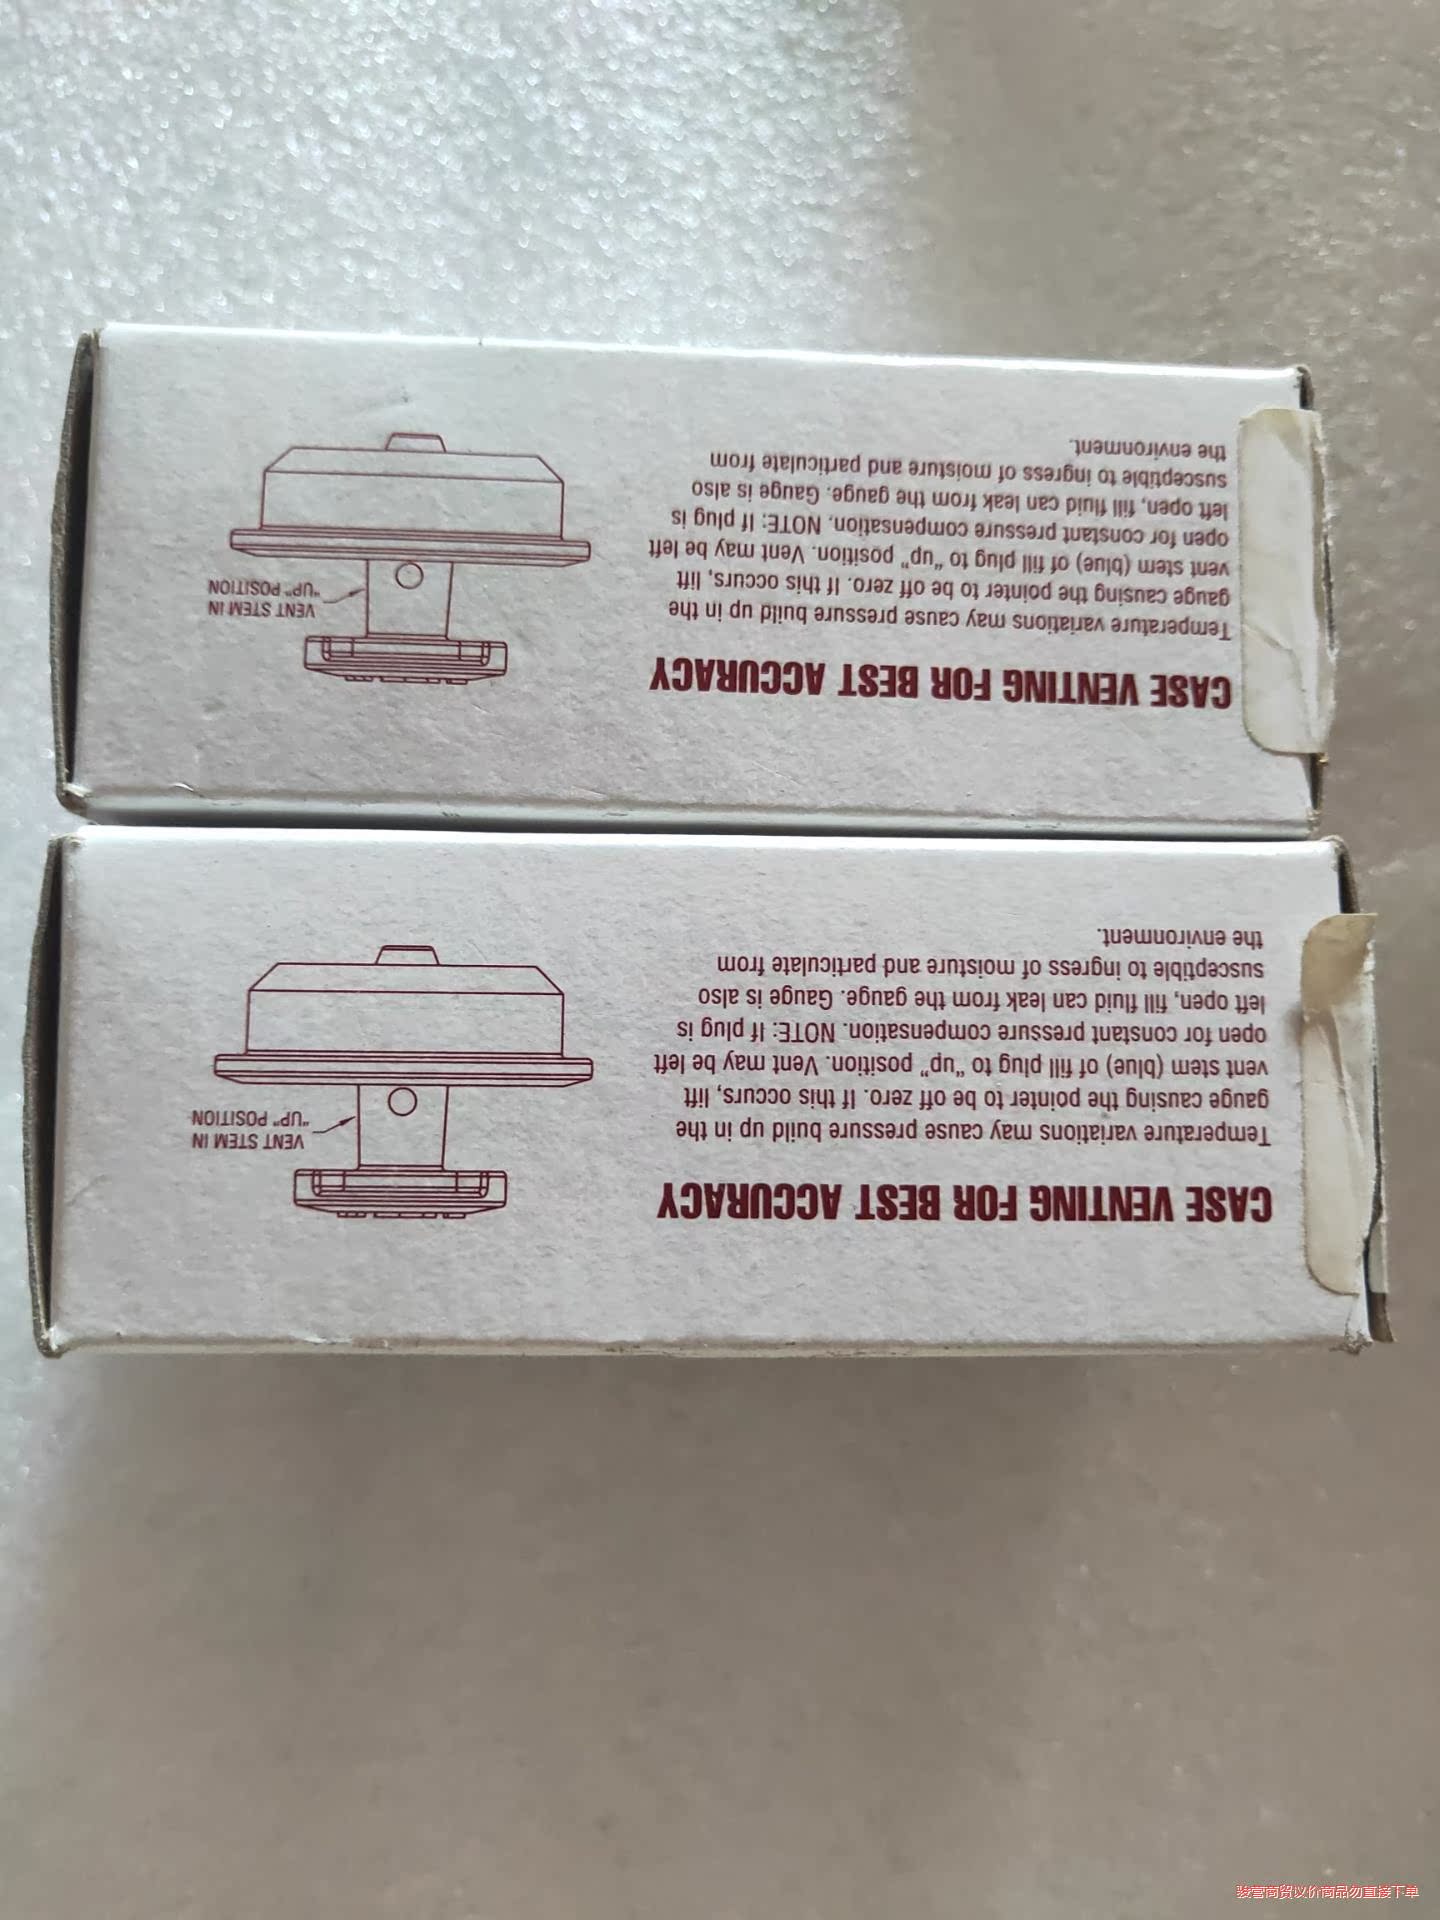 CASE VENTING FOR BEST ACCURACY
Temperature variations may cause pressure build up in the
gauge causing the pointer to be off zero. If this occurs, lift
vent stem (blue) of fill plug to "up" position. Vent may be left
open for constant pressure compensation. NOTE: If plug is
left open, fill fluid can leak from the gauge. Gauge is also
susceptible to ingress of moisture and particulate from
the environment.
VENT STEM IN
"UP" POSITION
CASE VENTING FOR BEST ACCURACY
Temperature variations may cause pressure build up in the
gauge causing the pointer to be off zero. If this occurs, lift
vent stem (blue) of fill plug to "up" position. Vent may be left
open for constant pressure compensation. NOTE: If plug is
left open, fill fluid can leak from the gauge. Gauge is also
susceptible to ingress of moisture and particulate from
the environment.
VENT STEM IN
"UP" POSITION
骏营商贸议价商品勿直接下单